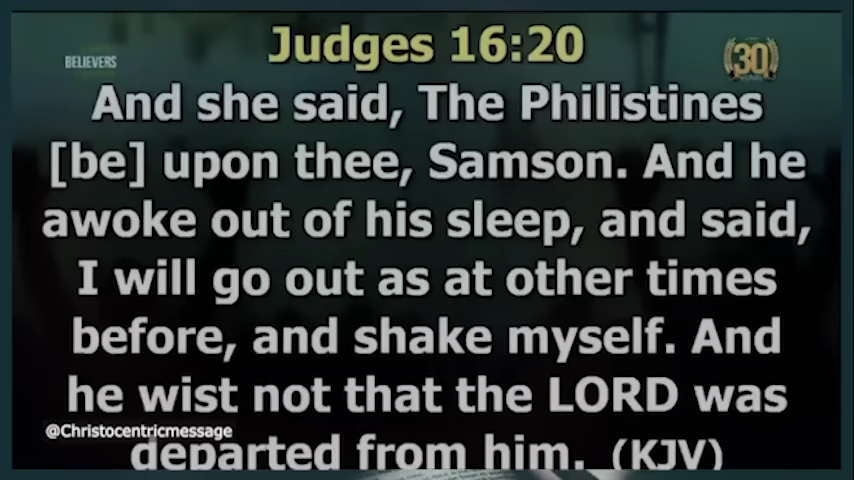 Judges 16:20
BELIEVERS
30
And she said, The Philistines
[be] upon thee, Samson. And he
awoke out of his sleep, and said,
I will go out as at other times
before, and shake myself. And
he wist not that the LORD was
@Christocentricmessage
departed from him. (KJV)